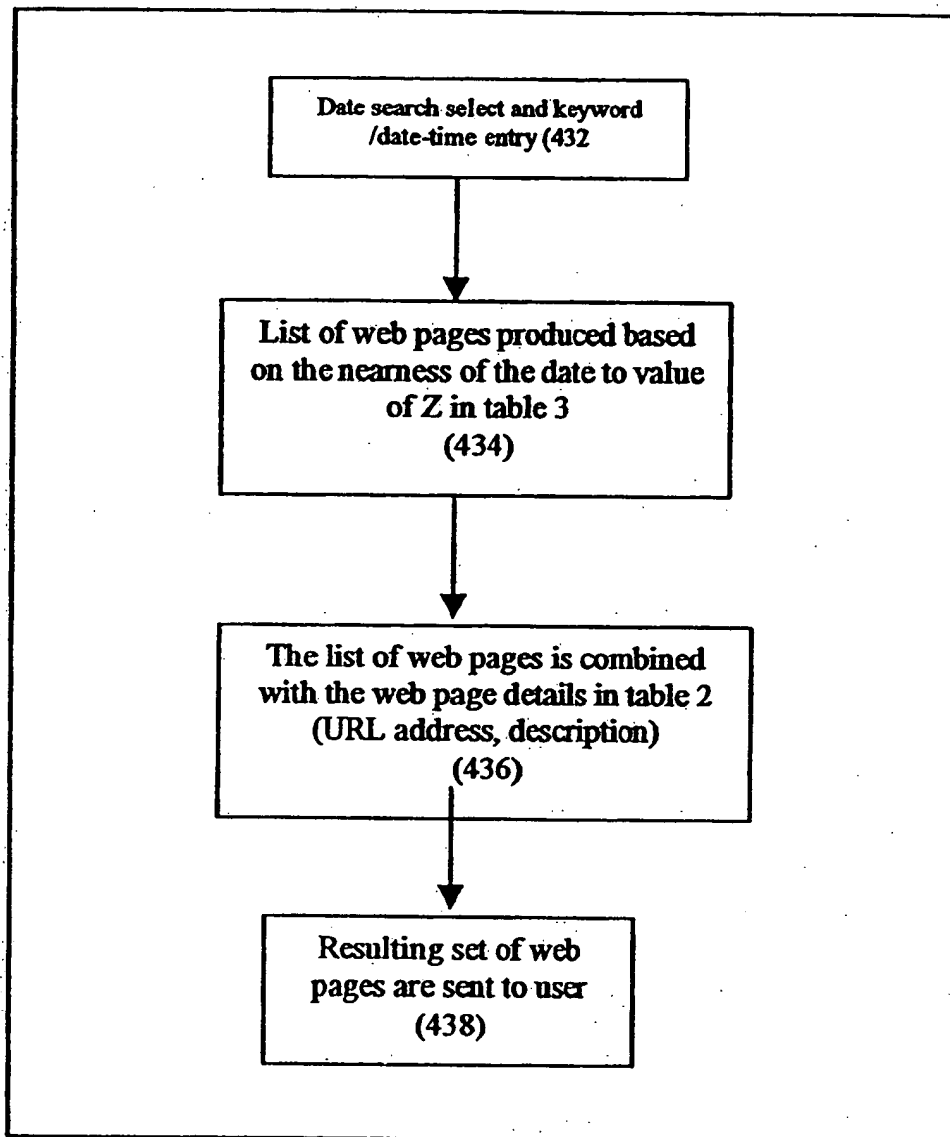 Date search select and keyword
/date-time entry (432
List of web pages produced based
on the nearness of the date to value
of Z in table 3
(434)
The list of web pages is combined
with the web page details in table 2
(URL address, description)
(436)
Resulting set of web
pages are sent to user
(438)